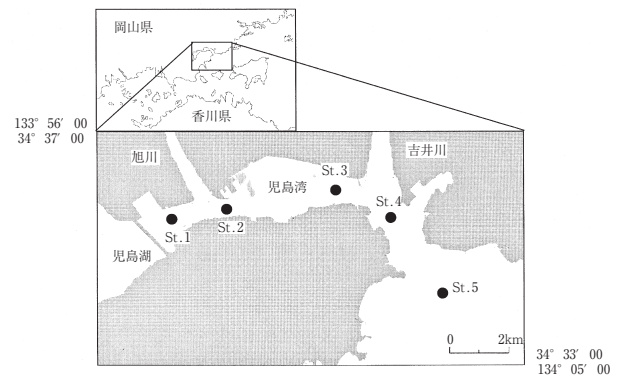 岡山県
香川県
133° 56′ 00
34° 37′ 00
旭川
吉井川
児島湾
St.3
St.4
St.2
St.1
児島湖
St.5
0 2km
34° 33′ 00
134° 05′ 00